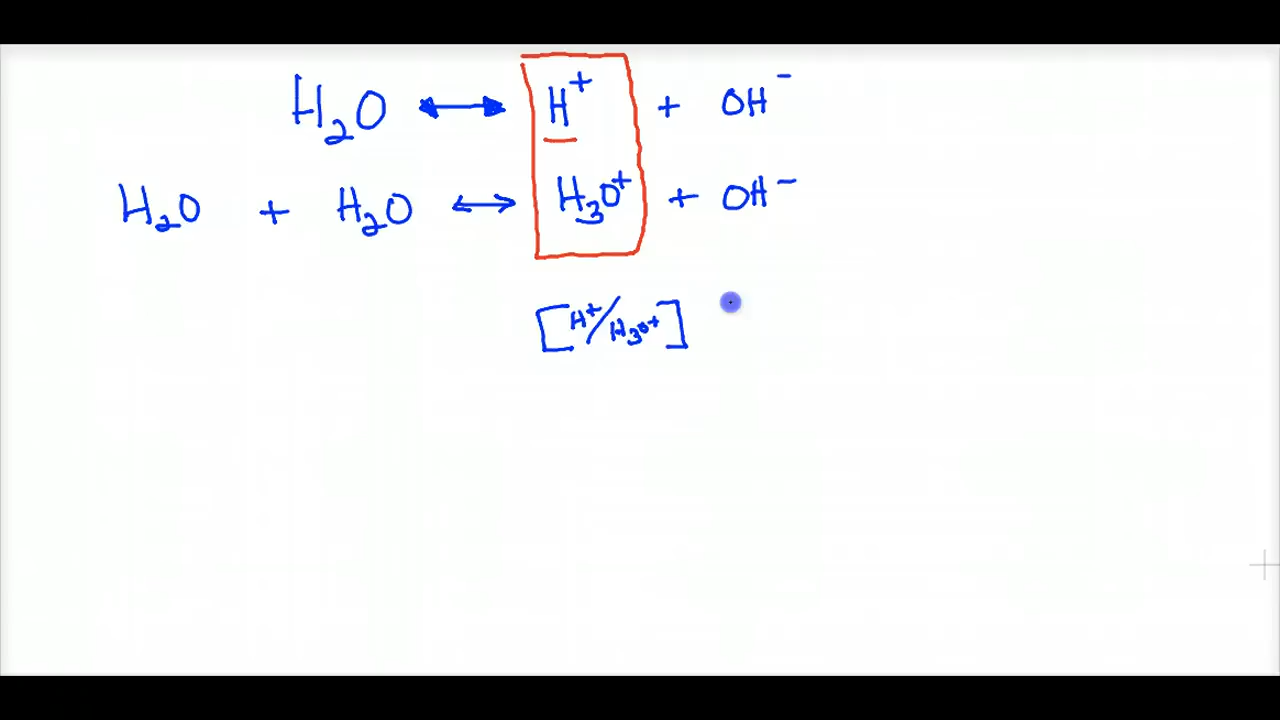 H₂O ↔ H⁺ + OH⁻
H₂O + H₂O ↔ H₃O⁺ + OH⁻
[H⁺/H₃O⁺]